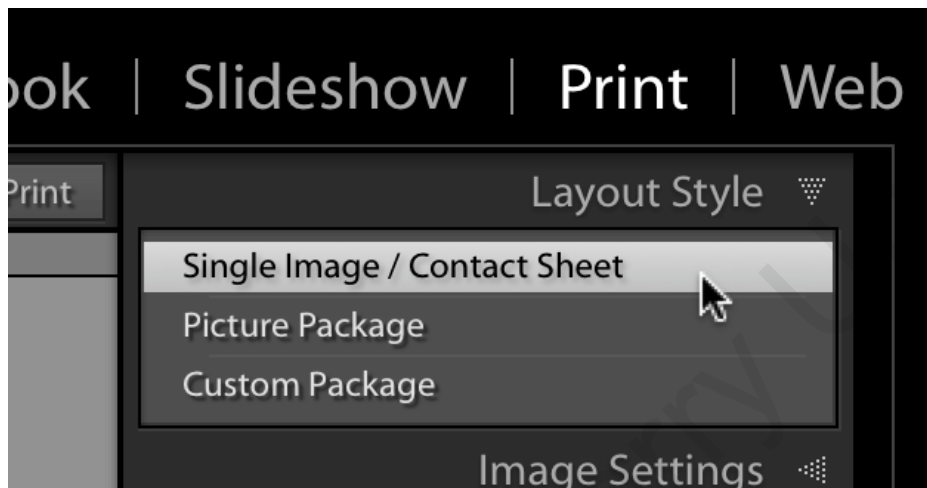 ook | Slideshow | Print | Web
Print
Layout Style
Single Image / Contact Sheet
Picture Package
Custom Package
Image Settings